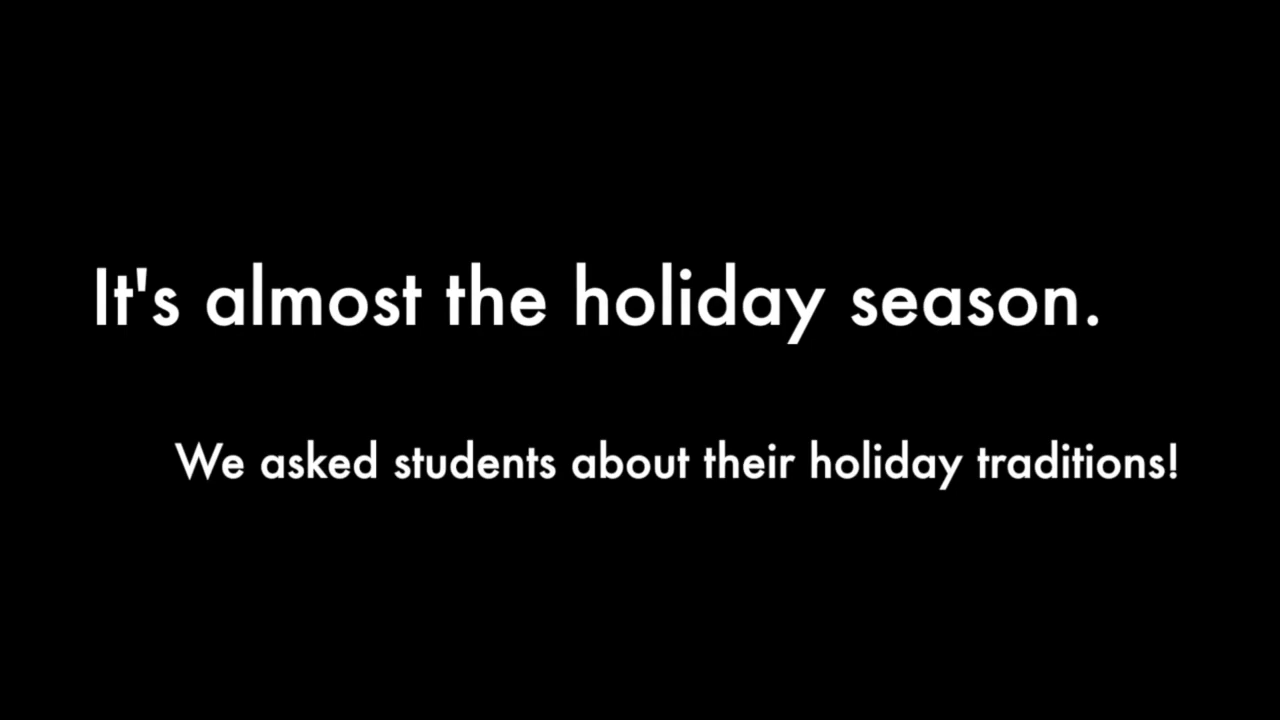 It's almost the holiday season.
We asked students about their holiday traditions!